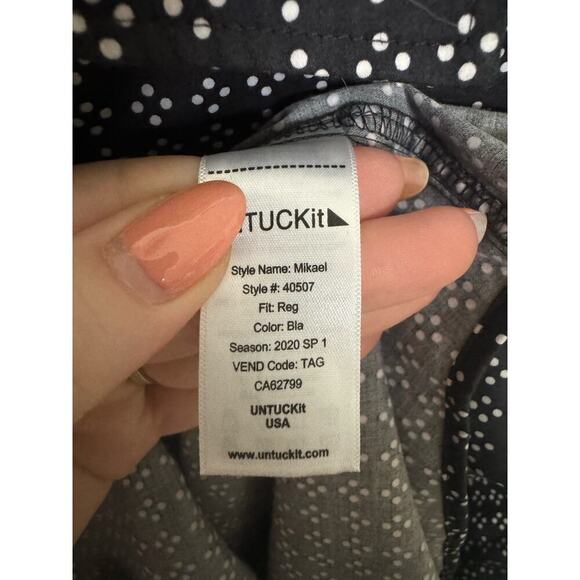 UNTUCKit
Style Name: Mikael
Style #: 40507
Fit: Reg
Color: Bla
Season: 2020 SP 1
VEND Code: TAG
CA62799
UNTUCKit
USA
www.untuckit.com